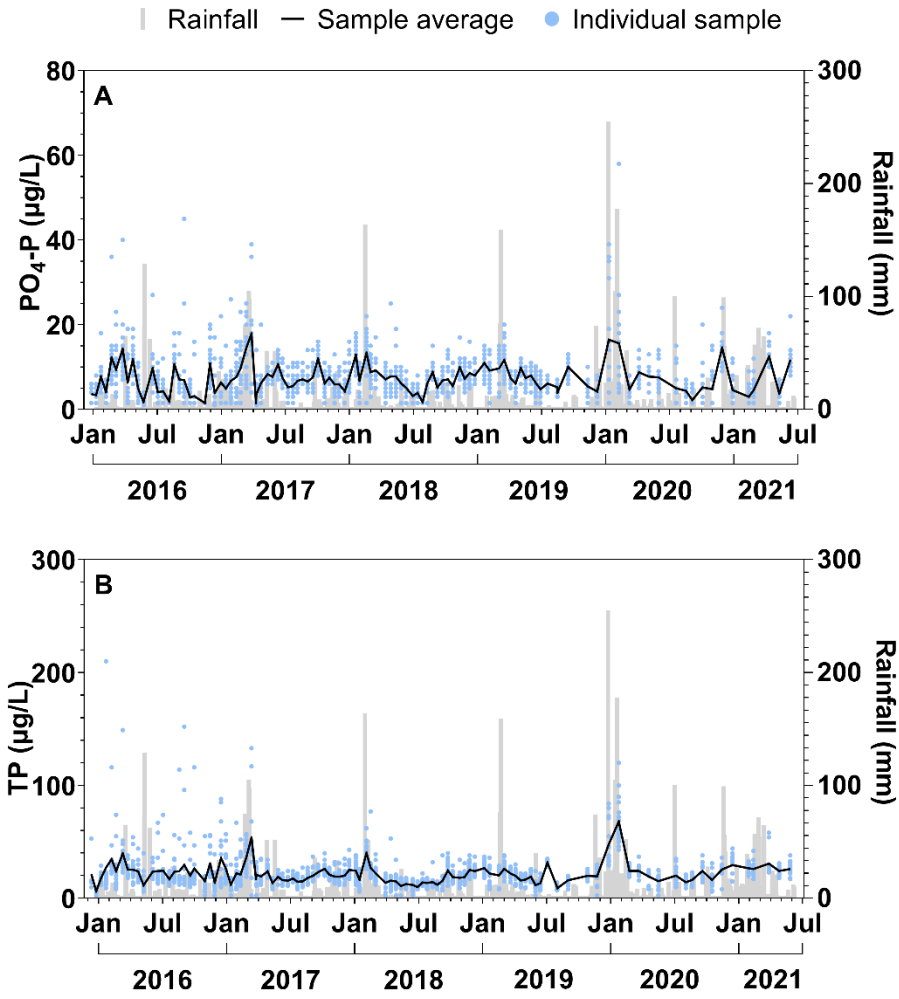 Rainfall Sample average Individual sample
A
PO₄-P (µg/L)
80
60
40
20
0
Rainfall (mm)
300
200
100
0
Jan Jul Jan Jul Jan Jul Jan Jul Jan Jul Jan Jul
2016 2017 2018 2019 2020 2021
B
TP (µg/L)
300
200
100
0
Rainfall (mm)
300
200
100
0
Jan Jul Jan Jul Jan Jul Jan Jul Jan Jul Jan Jul
2016 2017 2018 2019 2020 2021